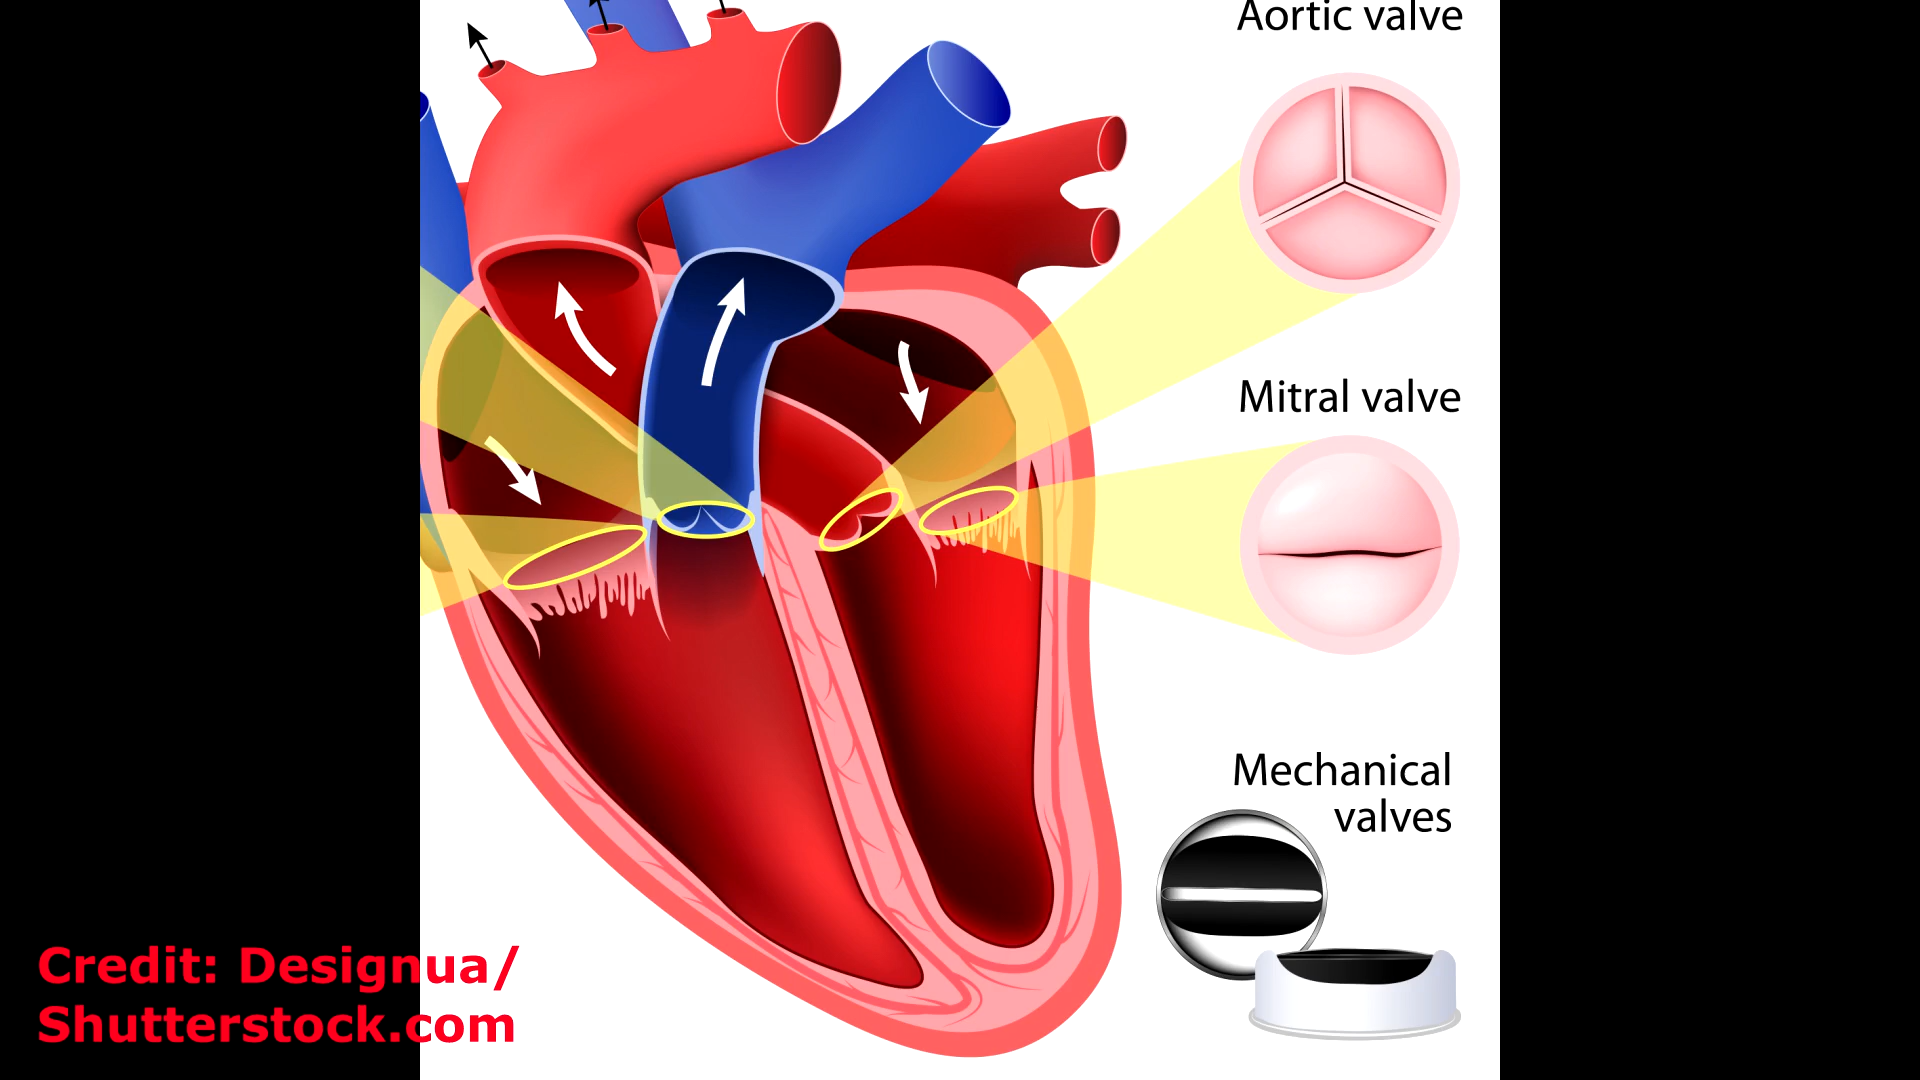 Aortic valve
Mitral valve
Mechanical
valves
Credit: Designua/
Shutterstock.com